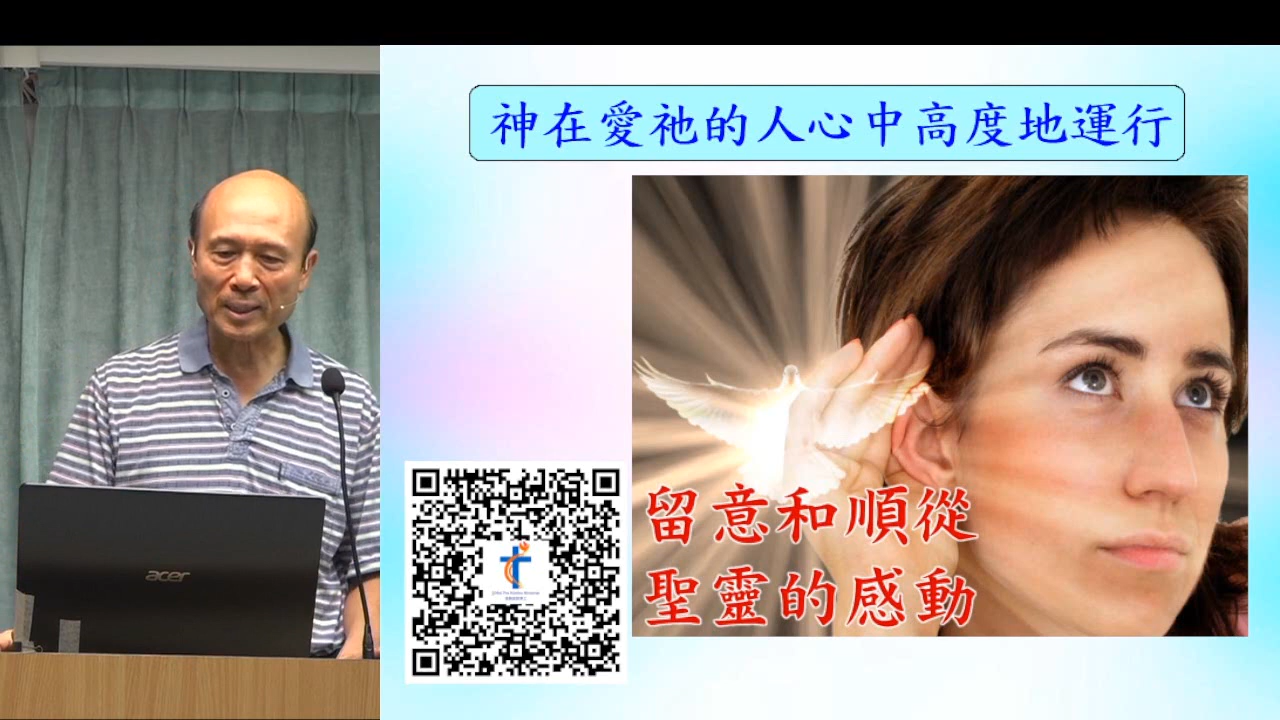 神在愛祂的人心中高度地運行
留意和順從
聖靈的感動
acer